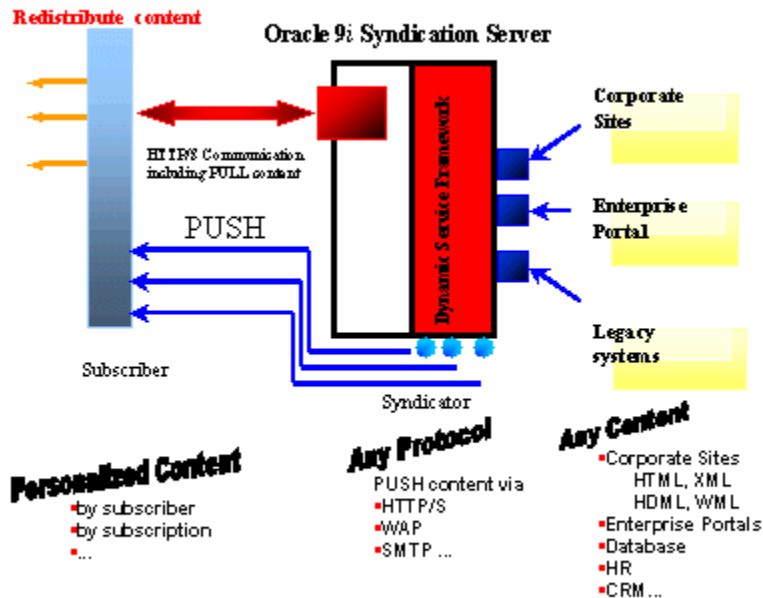 Redistribute content
Oracle 9i Syndication Server
Corporate
Sites
HTTP/S Communication
including PULL content
Dynamic Service Framework
Enterprise
Portal
PUSH
Legacy
systems
Subscriber
Syndicator
Personalized Content
▪by subscriber
▪by subscription
▪...
Any Protocol
PUSH content via
▪HTTP/S
▪WAP
▪SMTP ...
Any Content
▪Corporate Sites
HTML, XML
HDML, WML
▪Enterprise Portals
▪Database
▪HR
▪CRM...